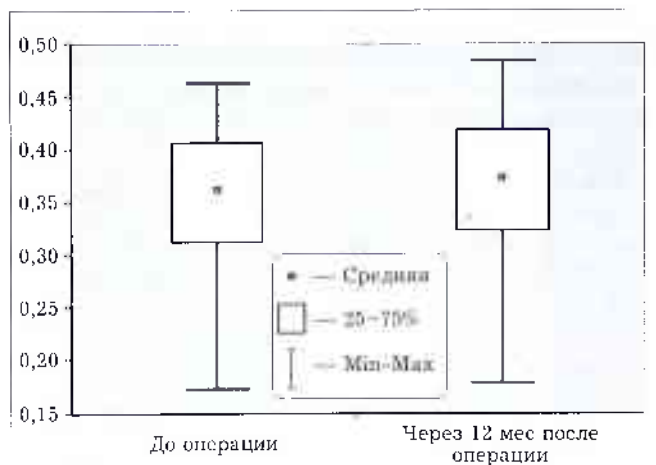 0,50
0,45
0,40
0,35
0,30
0,25
0,20
0,15
— Средняя
— 25–75%
— Min-Max
До операции
Через 12 мес после
операции